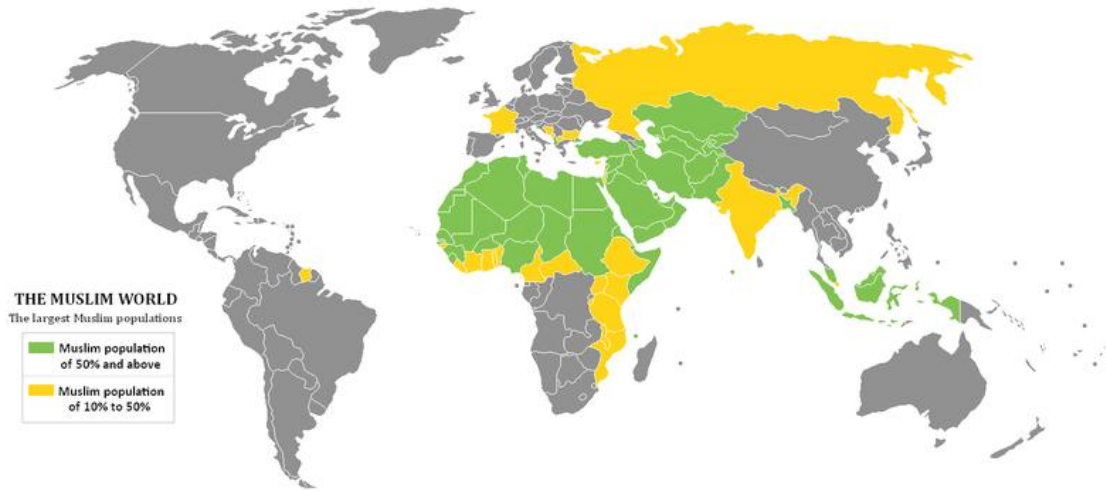 THE MUSLIM WORLD
The largest Muslim populations
Muslim population
of 50% and above
Muslim population
of 10% to 50%